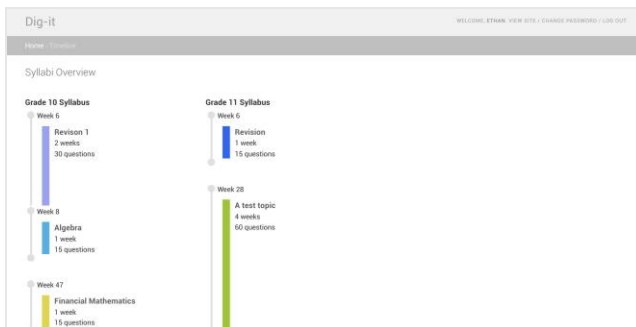 Dig-it
WELCOME, ETHAN. VIEW SITE / CHANGE PASSWORD / LOG OUT
Home Timeline
Syllabi Overview
Grade 10 Syllabus
Week 6
Revison 1
2 weeks
30 questions
Week 8
Algebra
1 week
15 questions
Week 47
Financial Mathematics
1 week
15 questions
Grade 11 Syllabus
Week 6
Revision
1 week
15 questions
Week 28
A test topic
4 weeks
60 questions